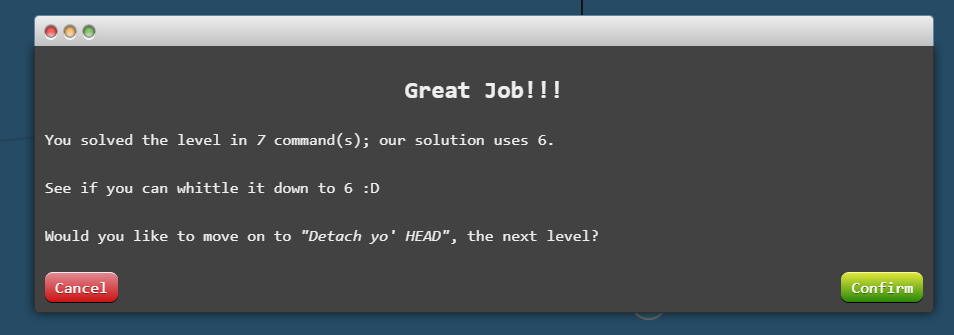 Great Job!!!
You solved the level in 7 command(s); our solution uses 6.
See if you can whittle it down to 6 :D
Would you like to move on to "Detach yo' HEAD", the next level?
Cancel
Confirm